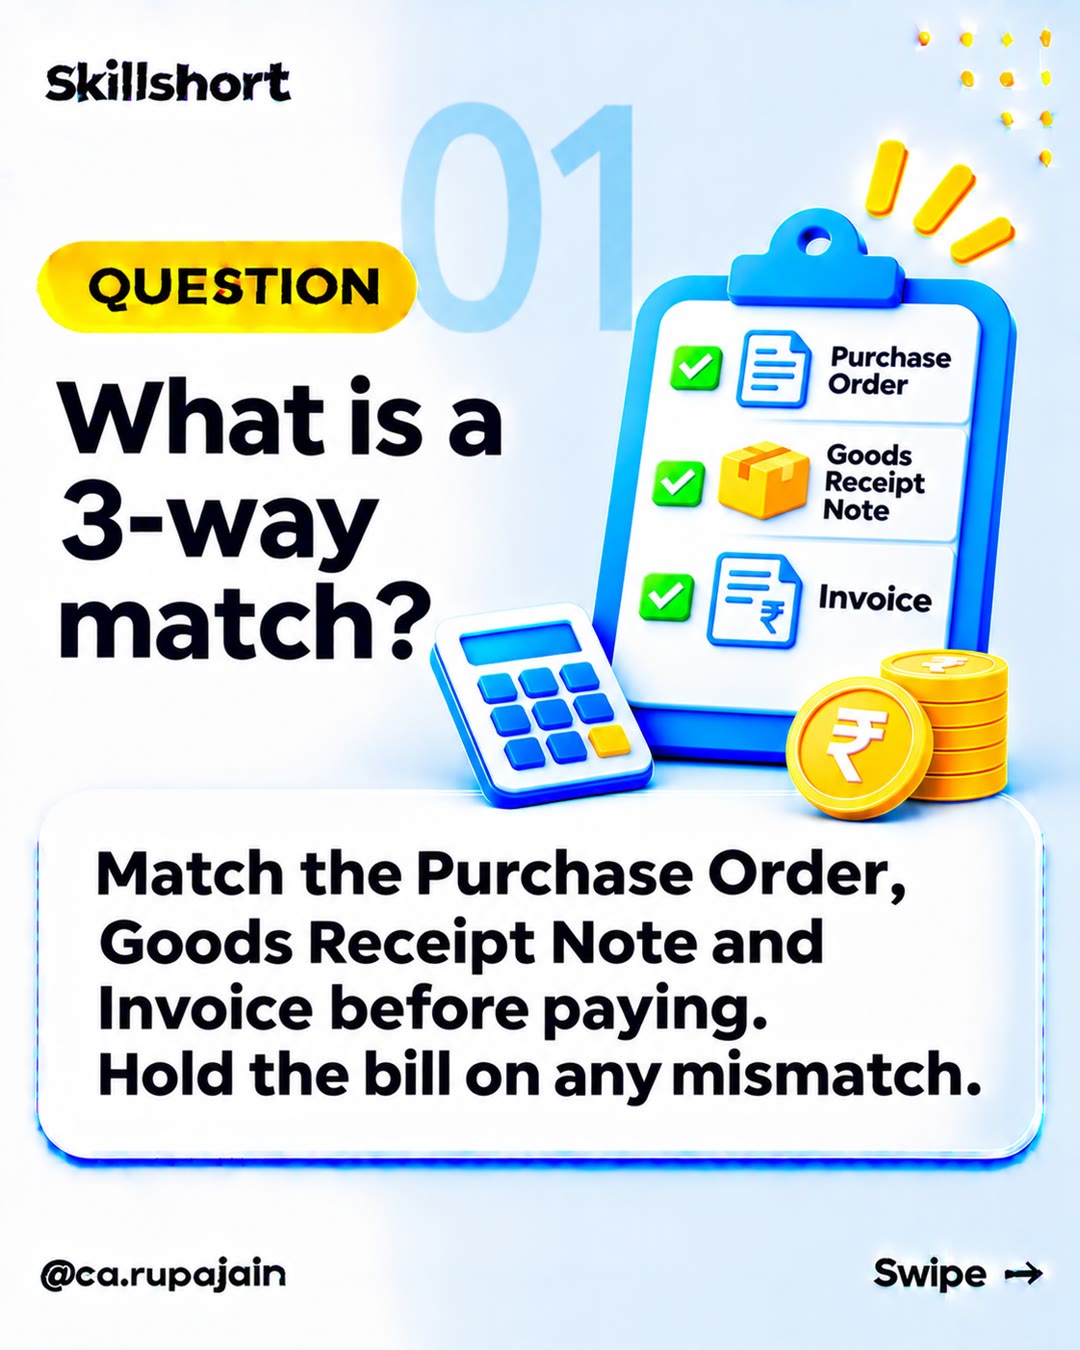 Skillshort
01
QUESTION
What is a
3-way
match?
Purchase
Order
Goods
Receipt
Note
₹
Invoice
₹
₹
Match the Purchase Order,
Goods Receipt Note and
Invoice before paying.
Hold the bill on any mismatch.
@ca.rupajain
Swipe →